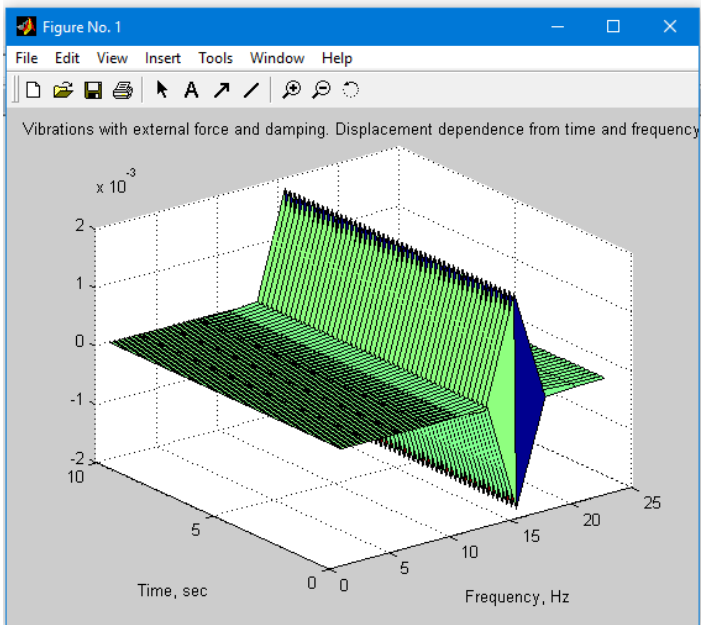 Figure No. 1
File Edit View Insert Tools Window Help
A
Vibrations with external force and damping. Displacement dependence from time and frequency
x 10
-3
2
1
0
-1
-2
10
5
0
0
5
10
15
20
25
Time, sec
Frequency, Hz